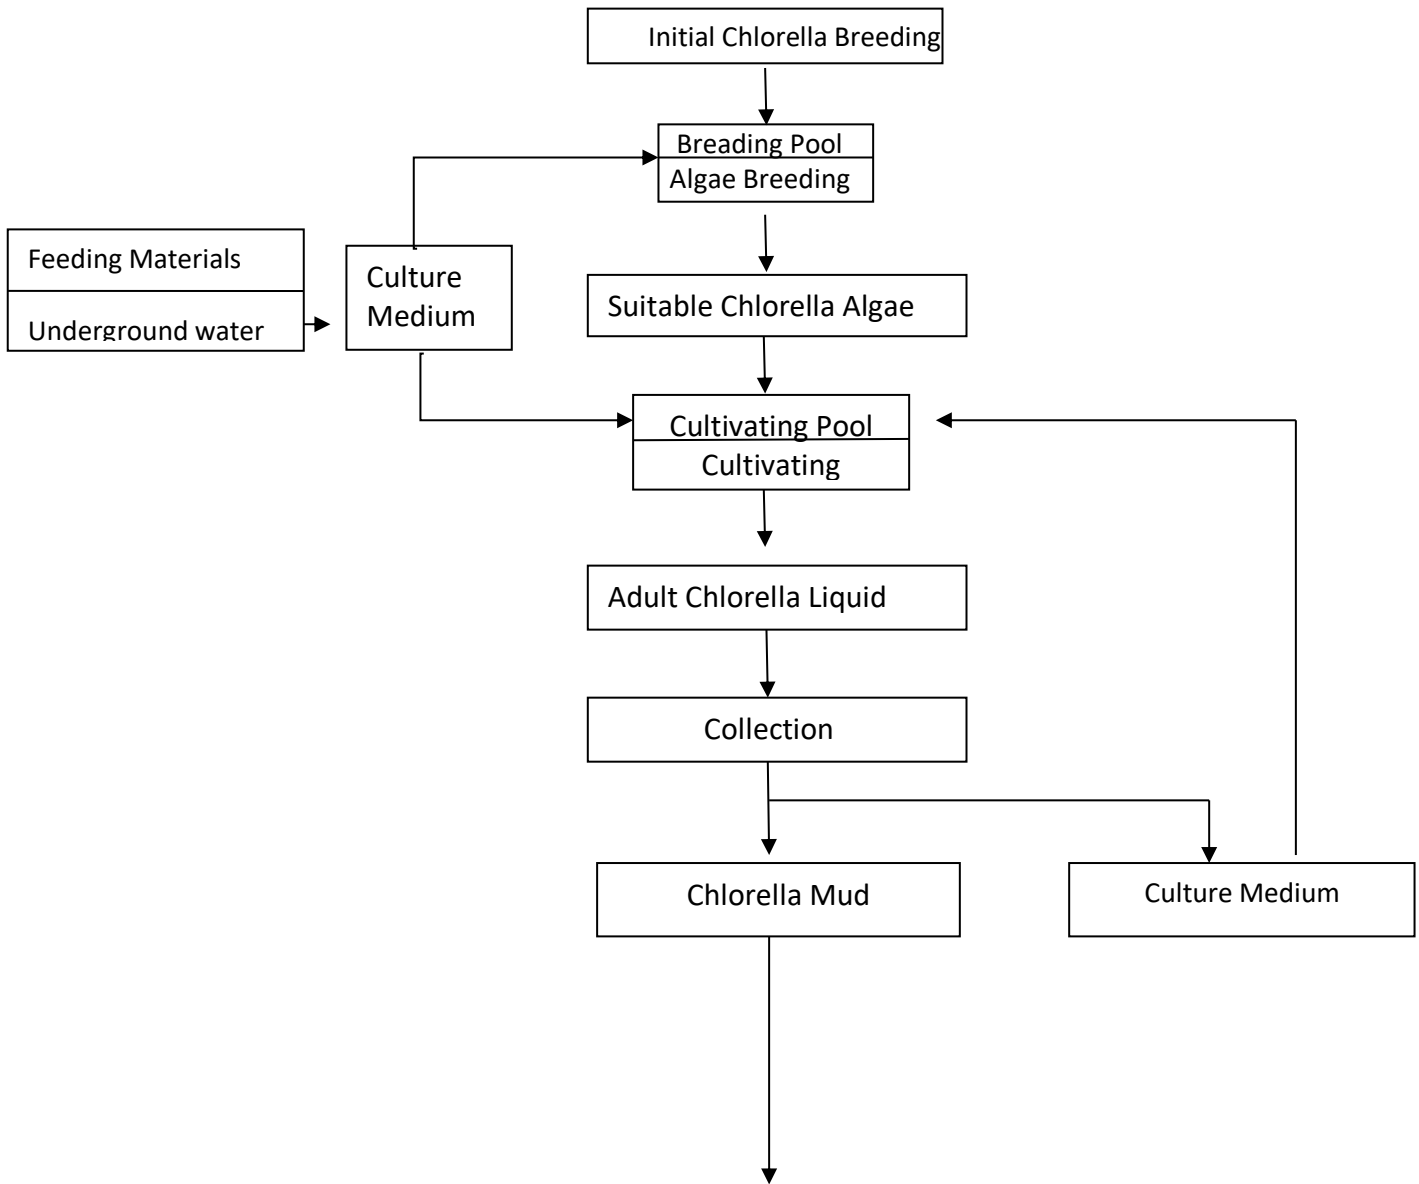 Initial Chlorella Breeding
Breading Pool
Algae Breeding
Feeding Materials
Underground water
Culture
Medium
Suitable Chlorella Algae
Cultivating Pool
Cultivating
Adult Chlorella Liquid
Collection
Chlorella Mud
Culture Medium